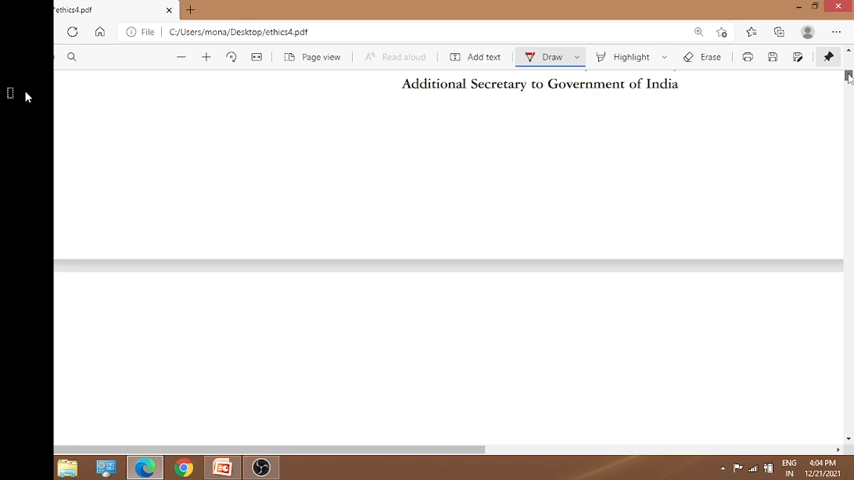 ethics4.pdf
File C:/Users/mona/Desktop/ethics4.pdf
Page view Read aloud Add text Draw Highlight Erase
Additional Secretary to Government of India
ENG 4:04 PM
IN 12/21/2021